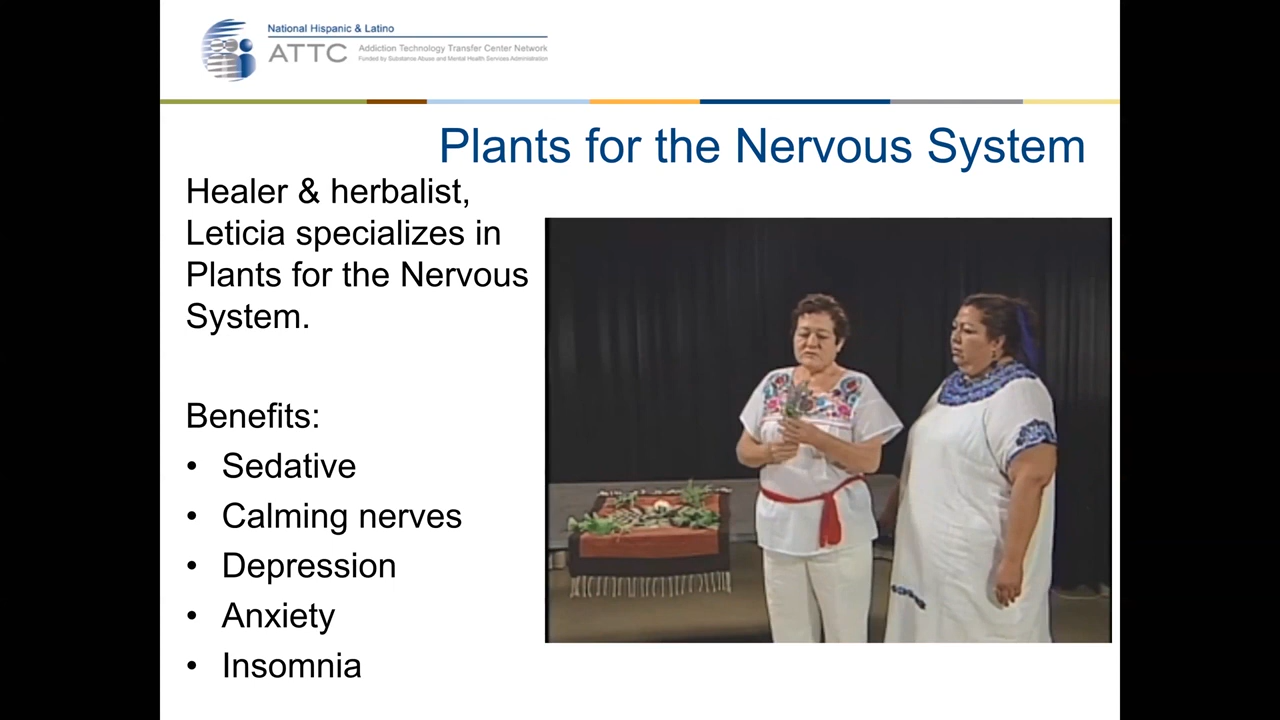 National Hispanic & Latino
ATTC
Addiction Technology Transfer Center Network
Funded by Substance Abuse and Mental Health Services Administration
Plants for the Nervous System
Healer & herbalist,
Leticia specializes in
Plants for the Nervous
System.
Benefits:
• Sedative
• Calming nerves
• Depression
• Anxiety
• Insomnia